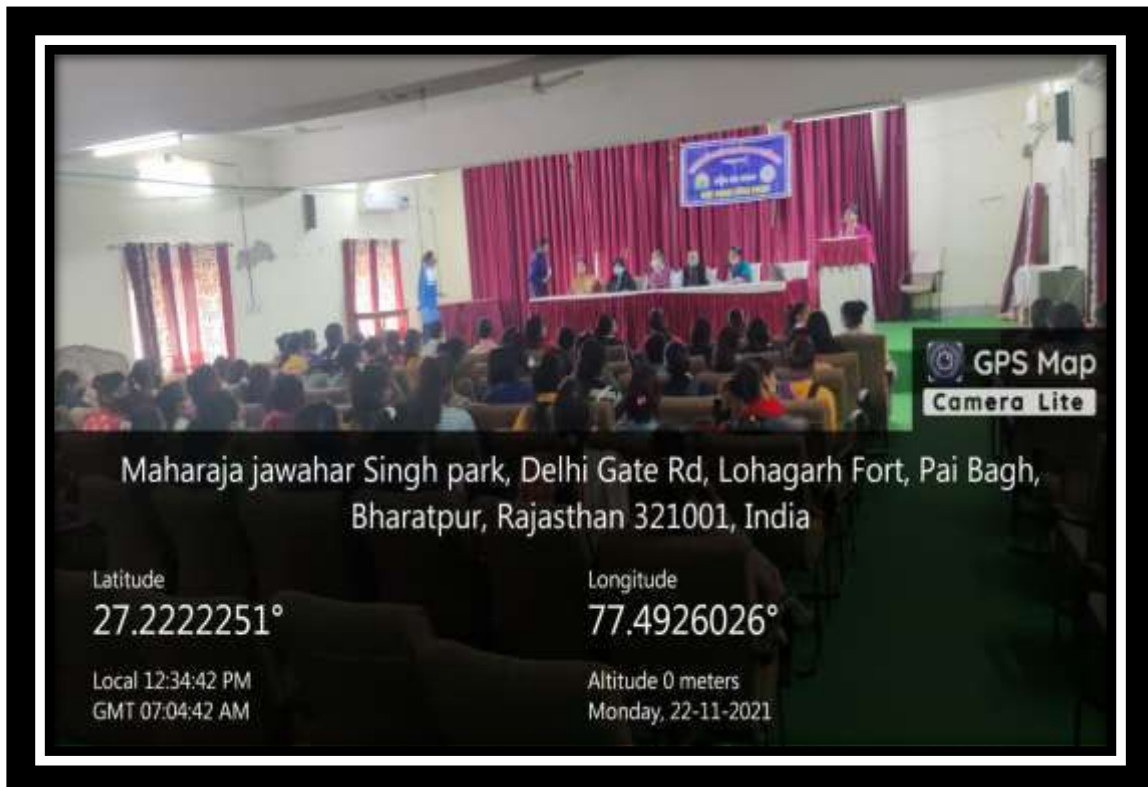 GPS Map
Camera Lite
Maharaja jawahar Singh park, Delhi Gate Rd, Lohagarh Fort, Pai Bagh,
Bharatpur, Rajasthan 321001, India
Latitude
27.2222251°
Longitude
77.4926026°
Local 12:34:42 PM
GMT 07:04:42 AM
Altitude 0 meters
Monday, 22-11-2021